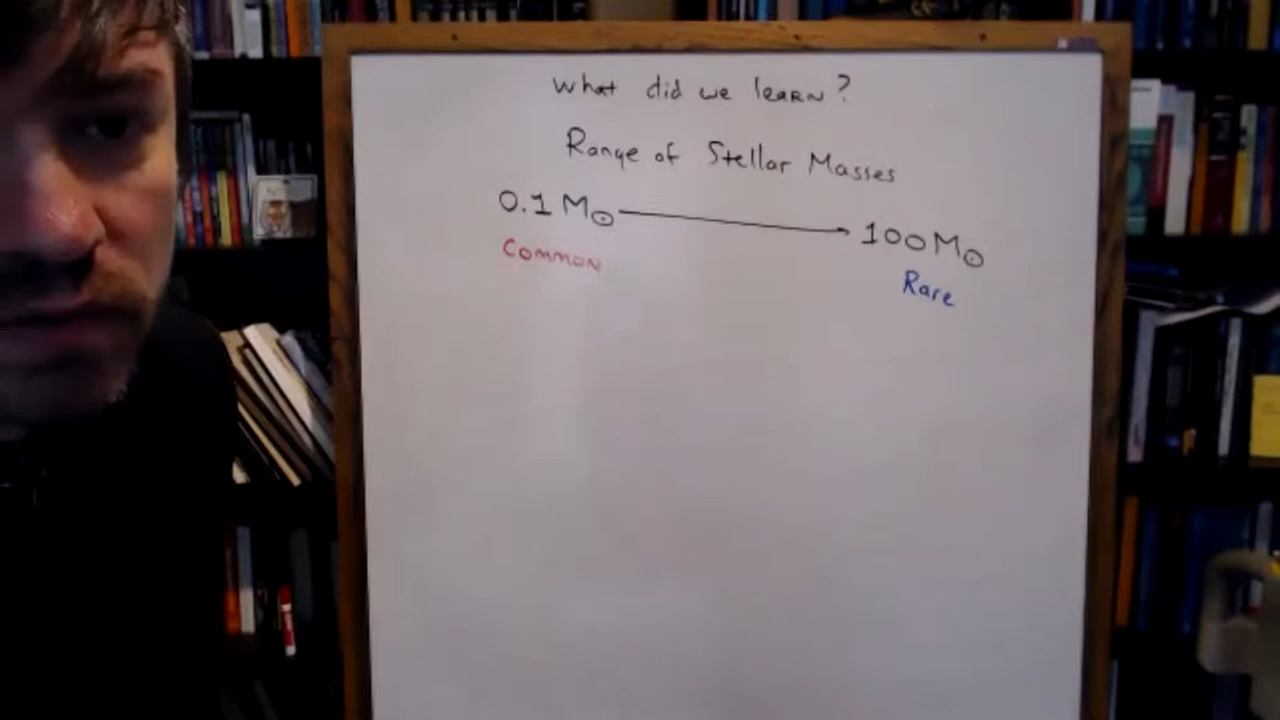 What did we learn?
Range of Stellar Masses
0.1 M☉ → 100 M☉
Common
Rare